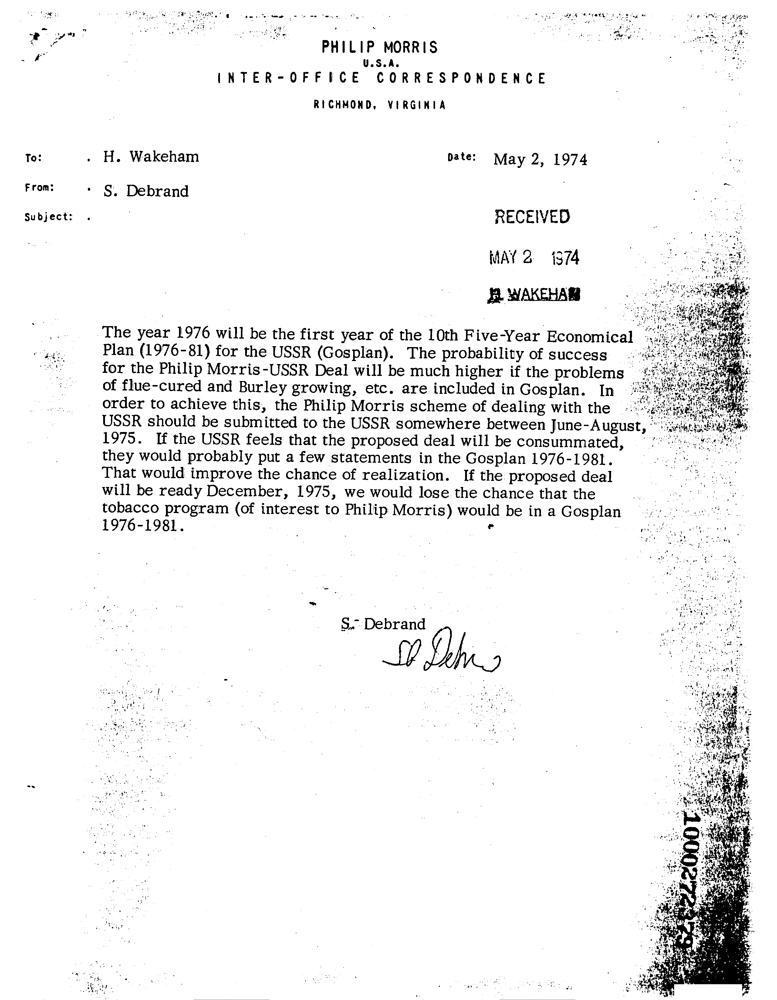 PHILIP MORRIS
U.S.A.
INTER-OFFICE CORRESPONDENCE
RICHMOND, VIRGINIA
To: . H. Wakeham Date: May 2, 1974
From: . S. Debrand
Subject: .
RECEIVED
MAY 2 1974
H. WAKEHAM
The year 1976 will be the first year of the 10th Five-Year Economical
Plan (1976-81) for the USSR (Gosplan). The probability of success
for the Philip Morris-USSR Deal will be much higher if the problems
of flue-cured and Burley growing, etc. are included in Gosplan. In
order to achieve this, the Philip Morris scheme of dealing with the
USSR should be submitted to the USSR somewhere between June-August,
1975. If the USSR feels that the proposed deal will be consummated,
they would probably put a few statements in the Gosplan 1976-1981.
That would improve the chance of realization. If the proposed deal
will be ready December, 1975, we would lose the chance that the
tobacco program (of interest to Philip Morris) would be in a Gosplan
1976-1981.
S. Debrand
1000272379